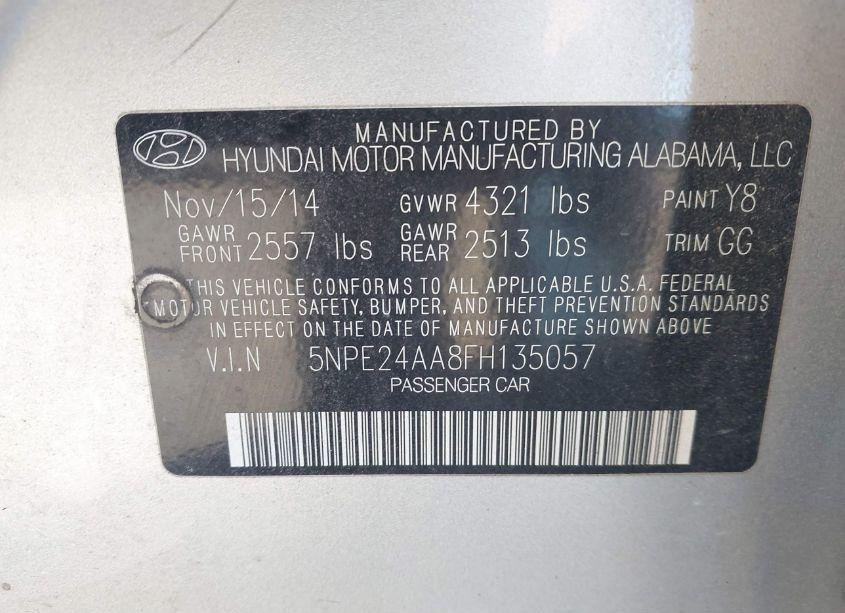 MANUFACTURED BY
HYUNDAI MOTOR MANUFACTURING ALABAMA, LLC
Nov/15/14 GVWR 4321 lbs PAINT Y8
GAWR FRONT 2557 lbs GAWR REAR 2513 lbs TRIM GG
THIS VEHICLE CONFORMS TO ALL APPLICABLE U.S.A. FEDERAL
MOTOR VEHICLE SAFETY, BUMPER, AND THEFT PREVENTION STANDARDS
IN EFFECT ON THE DATE OF MANUFACTURE SHOWN ABOVE
V.I.N 5NPE24AA8FH135057
PASSENGER CAR